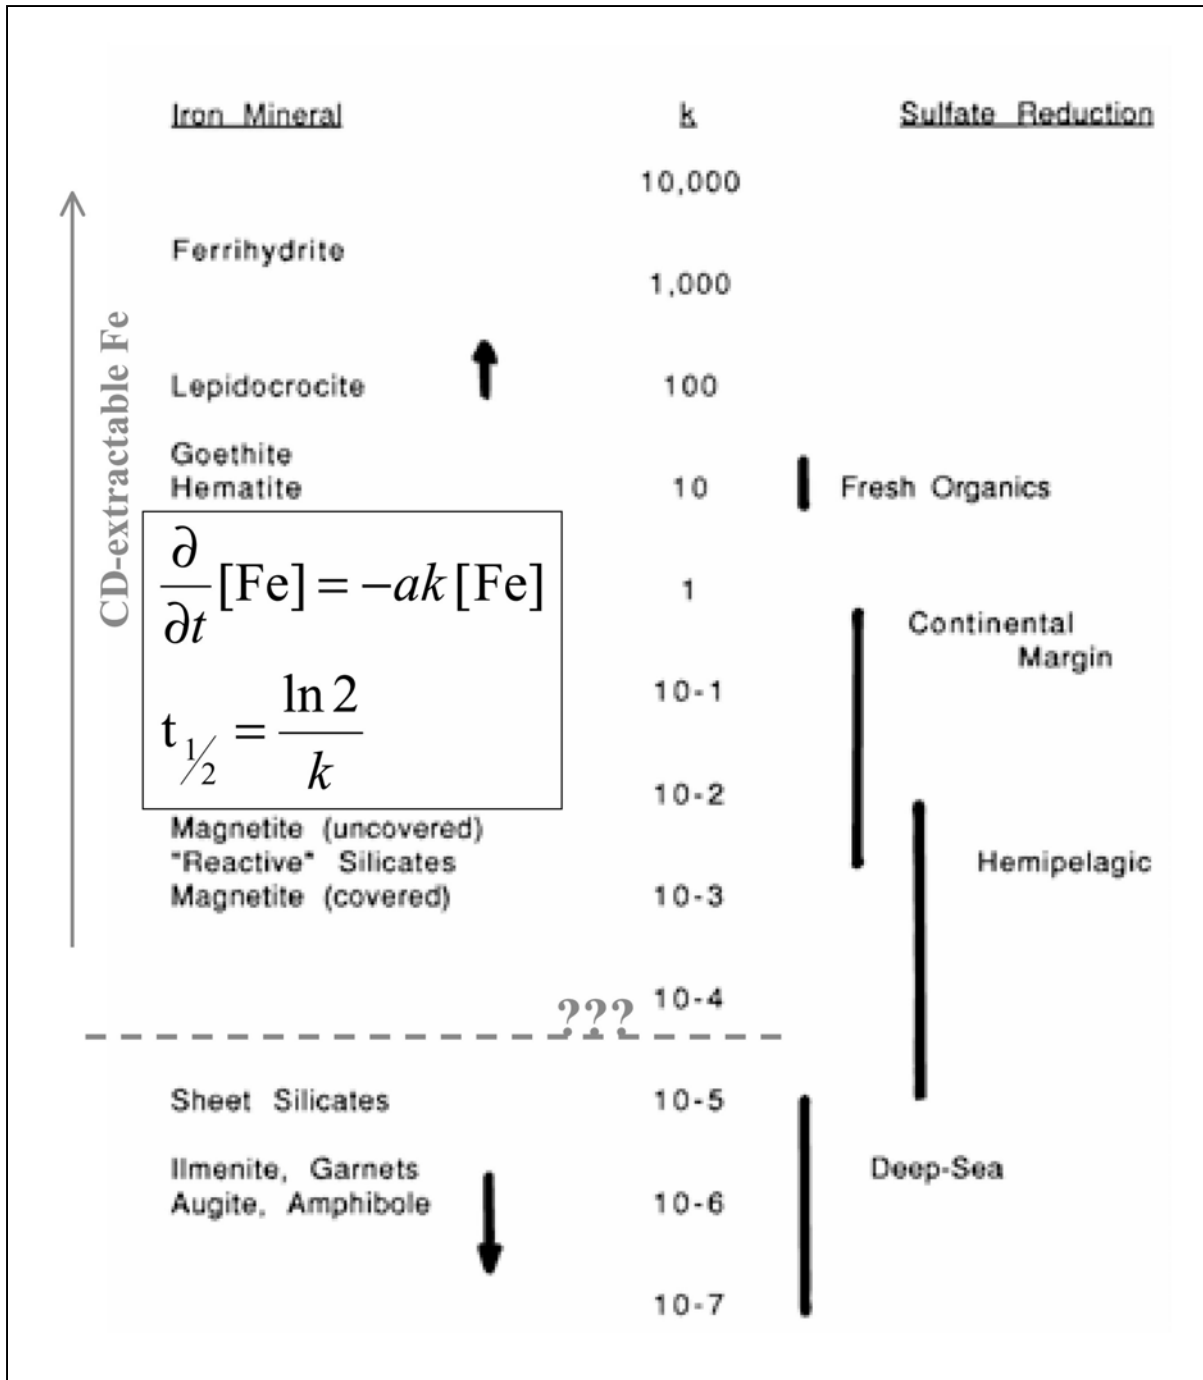 Iron Mineral k Sulfate Reduction
10,000
Ferrihydrite
1,000
CD-extractable Fe
Lepidocrocite 100
Goethite
Hematite 10 Fresh Organics
∂/∂t [Fe] = −ak [Fe]
1
Continental
Margin
10-1
t½ = ln 2 / k
10-2
Magnetite (uncovered)
"Reactive" Silicates Hemipelagic
Magnetite (covered) 10-3
10-4
???
Sheet Silicates 10-5
Ilmenite, Garnets Deep-Sea
Augite, Amphibole 10-6
10-7